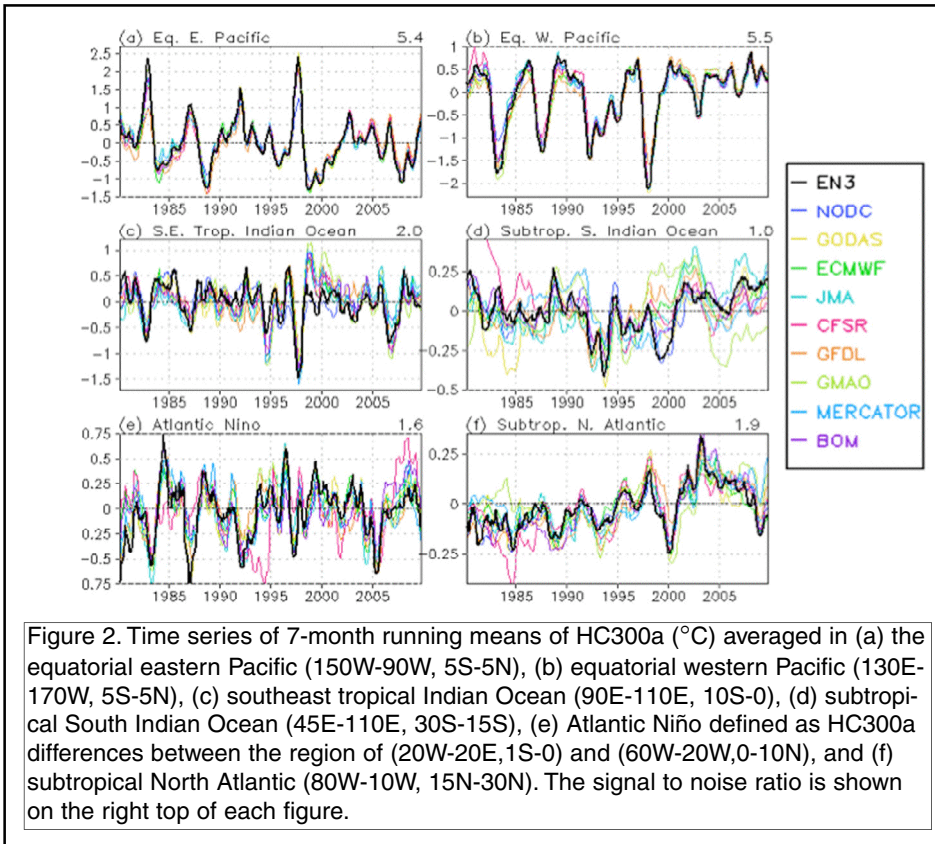 (a) Eq. E. Pacific 5.4
2.5
2
1.5
1
0.5
0
−0.5
−1
−1.5
1985 1990 1995 2000 2005
(b) Eq. W. Pacific 5.5
1
0.5
0
−0.5
−1
−1.5
−2
1985 1990 1995 2000 2005
(c) S.E. Trop. Indian Ocean 2.0
1
0.5
0
−0.5
−1
−1.5
1985 1990 1995 2000 2005
(d) Subtrop. S. Indian Ocean 1.0
0.25
0
−0.25
−0.5
1985 1990 1995 2000 2005
(e) Atlantic Nino 1.6
0.75
0.5
0.25
0
−0.25
−0.5
0.75
1985 1990 1995 2000 2005
(f) Subtrop. N. Atlantic 1.9
0.25
0
−0.25
1985 1990 1995 2000 2005
EN3
NODC
GODAS
ECMWF
JMA
CFSR
GFDL
GMAO
MERCATOR
BOM
Figure 2. Time series of 7-month running means of HC300a (°C) averaged in (a) the
equatorial eastern Pacific (150W-90W, 5S-5N), (b) equatorial western Pacific (130E-
170W, 5S-5N), (c) southeast tropical Indian Ocean (90E-110E, 10S-0), (d) subtropi-
cal South Indian Ocean (45E-110E, 30S-15S), (e) Atlantic Niño defined as HC300a
differences between the region of (20W-20E,1S-0) and (60W-20W,0-10N), and (f)
subtropical North Atlantic (80W-10W, 15N-30N). The signal to noise ratio is shown
on the right top of each figure.